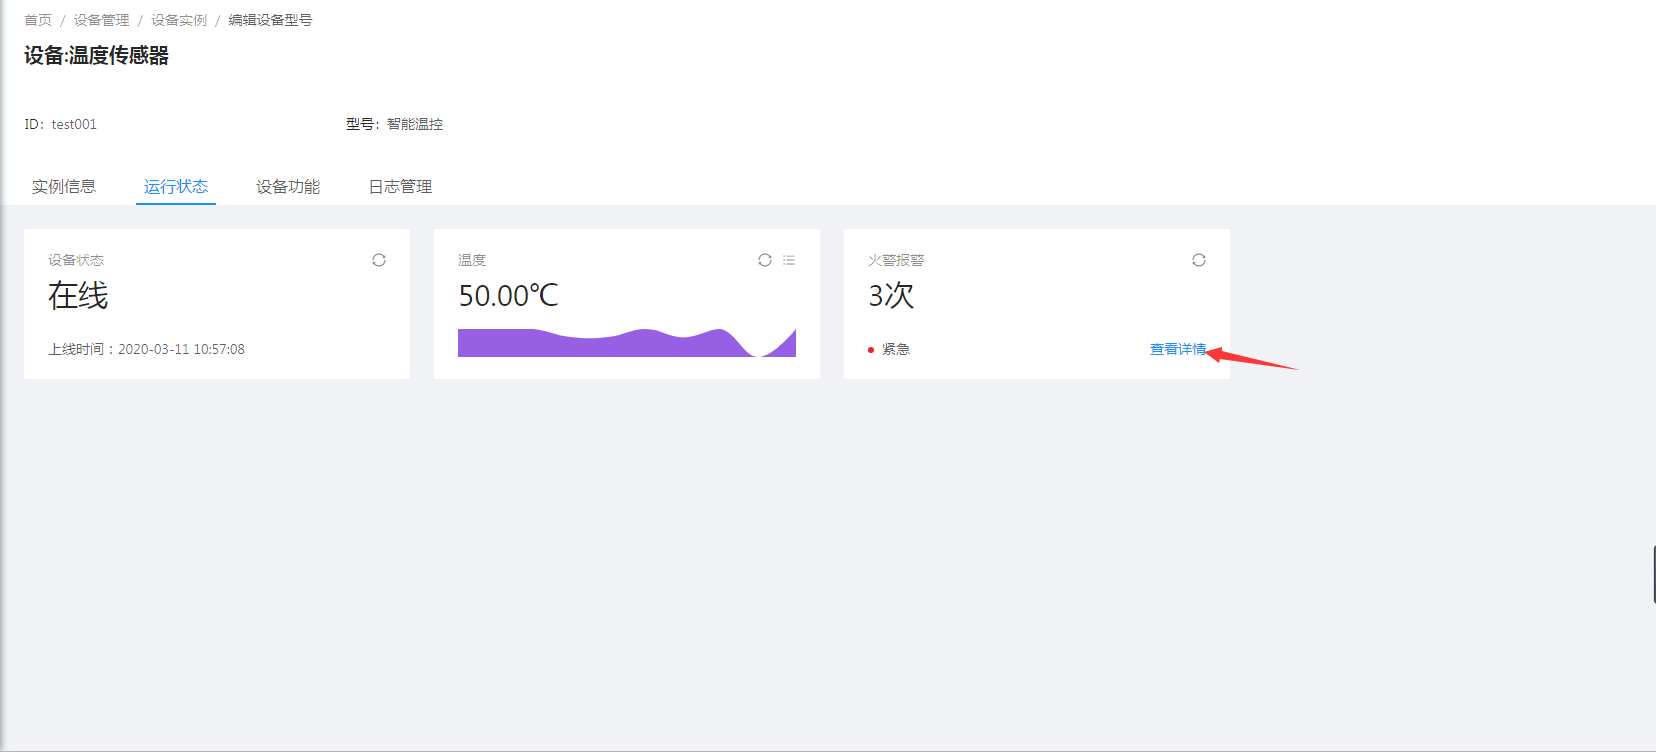 首页 / 设备管理 / 设备实例 / 编辑设备型号
设备:温度传感器
ID: test001 型号: 智能温控
实例信息 运行状态 设备功能 日志管理
设备状态
在线
上线时间：2020-03-11 10:57:08
温度
50.00℃
火警报警
3次
紧急 查看详情